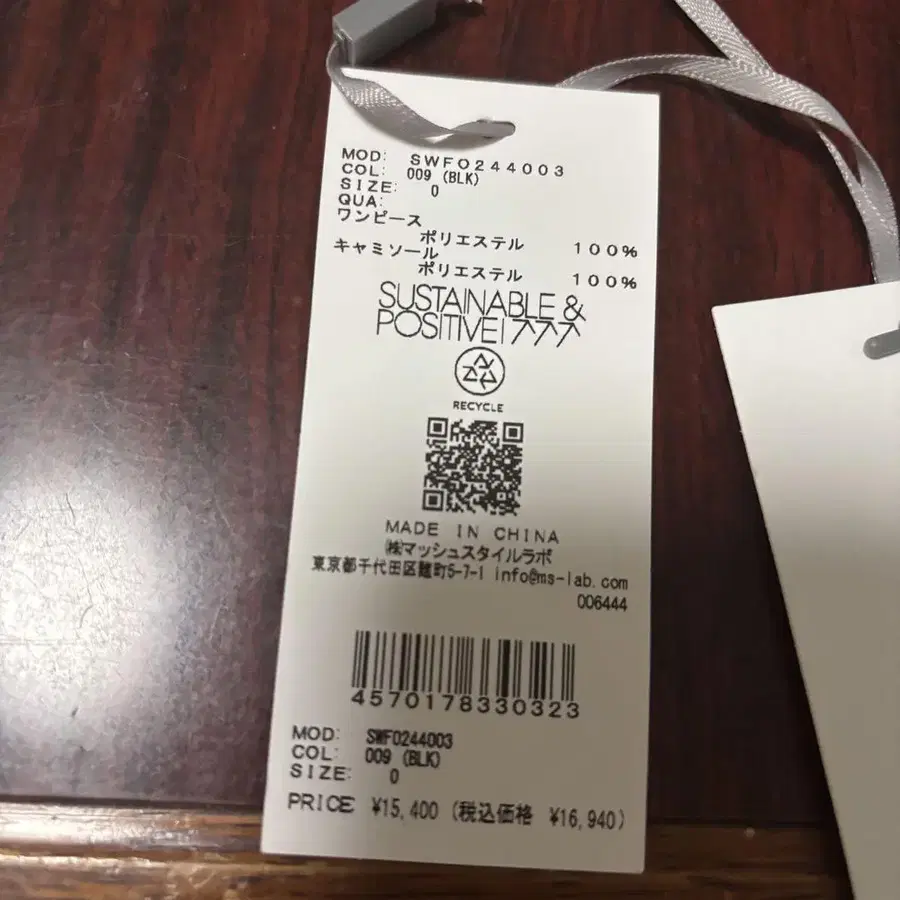 MOD: SWFO244003
COL: 009 (BLK)
SIZE: 0
QUA:
ワンピース
ポリエステル 100%
キャミソール
ポリエステル 100%
SUSTAINABLE &
POSITIVE!
RECYCLE
MADE IN CHINA
㈱マッシュスタイルラボ
東京都千代田区麹町5-7-1 info@ms-lab.com
006444
4570178330323
MOD: SWFO244003
COL: 009 (BLK)
SIZE: 0
PRICE ¥15,400 (税込価格 ¥16,940)